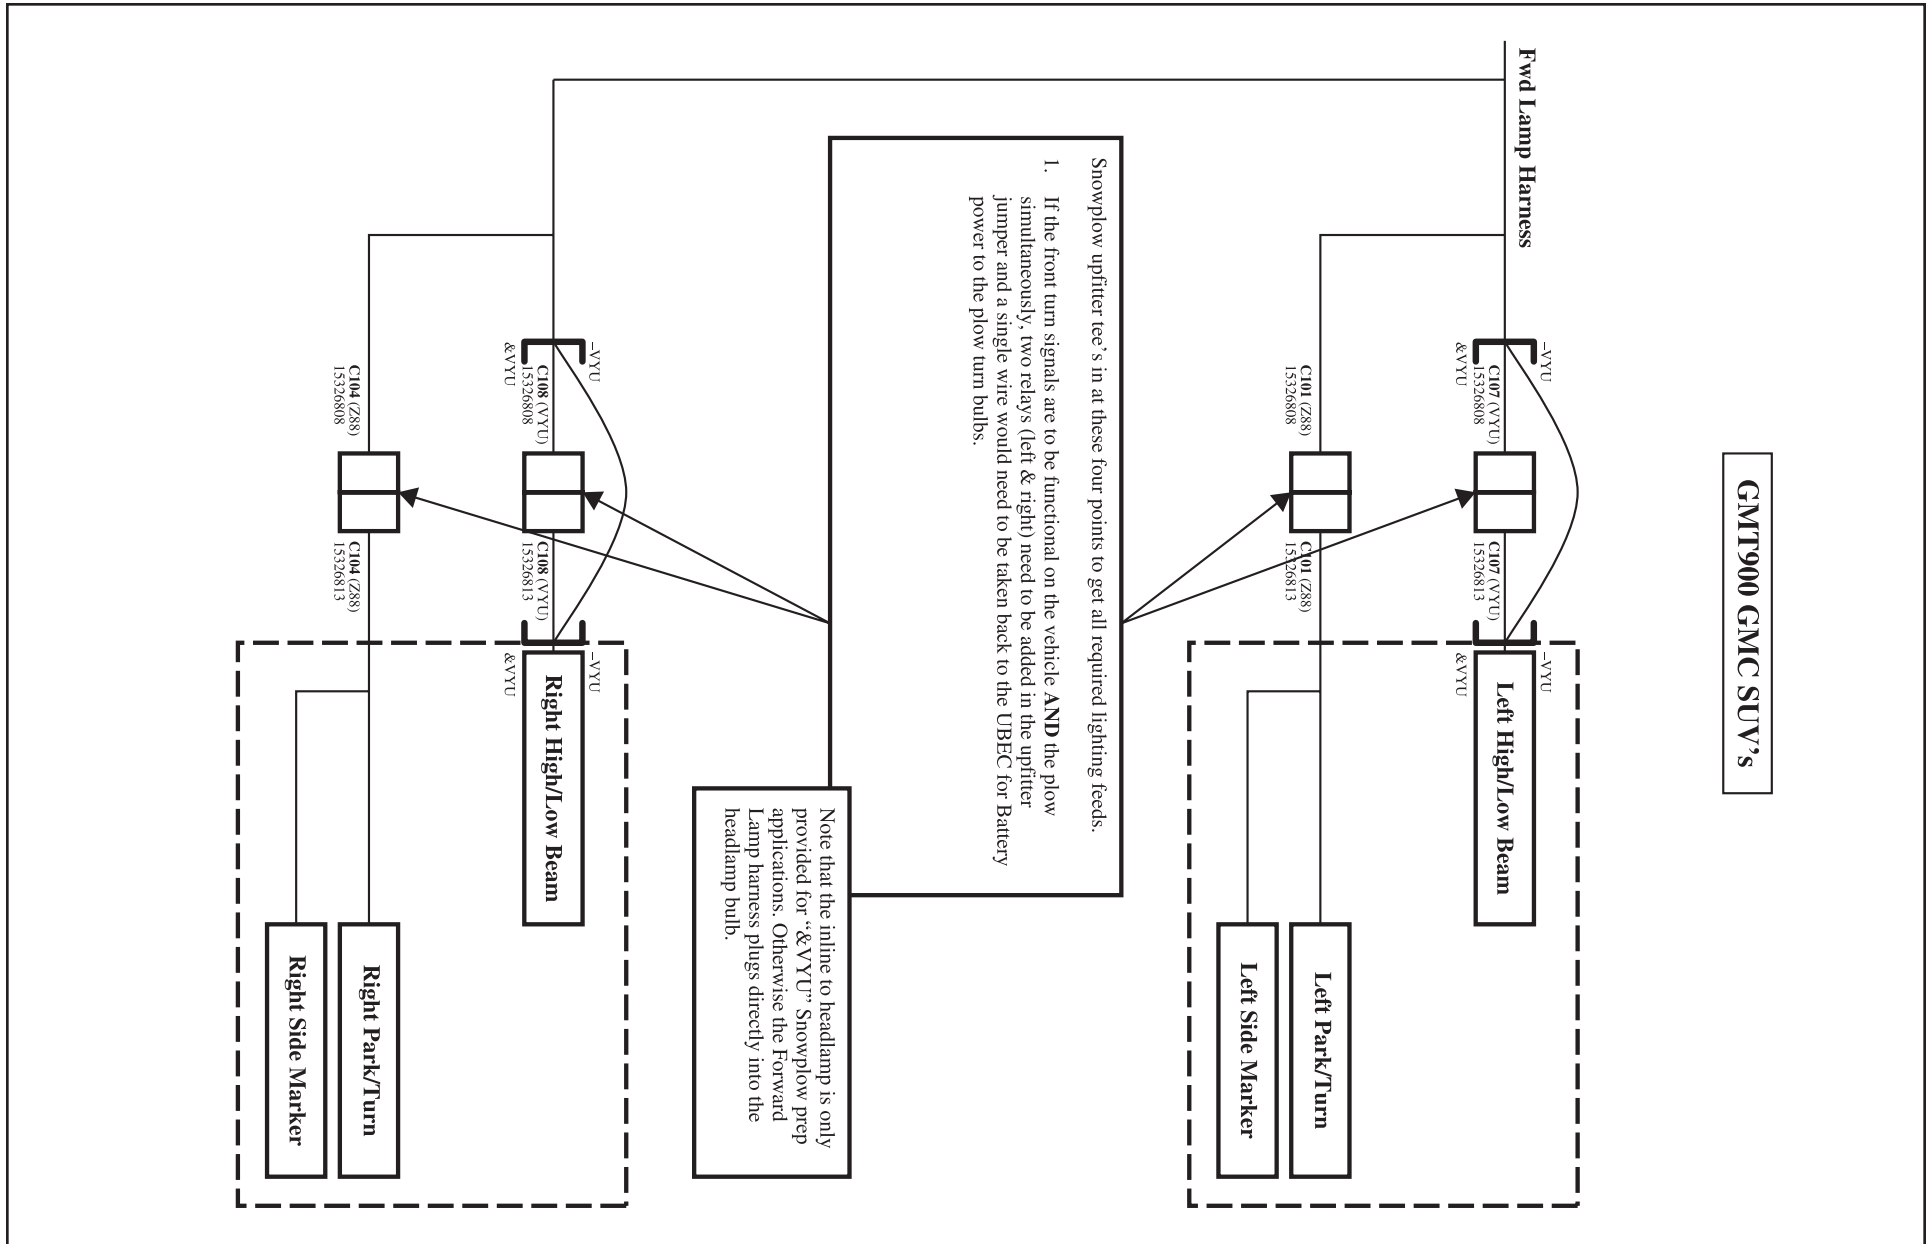 GMT900 GMC SUV's
Fwd Lamp Harness
–VYU
&VYU
C107 (VYU)
15326808
C107 (VYU)
15326813
–VYU
&VYU
Left High/Low Beam
C101 (Z88)
15326808
C101 (Z88)
15326813
Left Park/Turn
Left Side Marker
Snowplow upfitter tee's in at these four points to get all required lighting feeds.
1. If the front turn signals are to be functional on the vehicle AND the plow
simultaneously, two relays (left & right) need to be added in the upfitter
jumper and a single wire would need to be taken back to the UBEC for Battery
power to the plow turn bulbs.
Note that the inline to headlamp is only
provided for "&VYU" Snowplow prep
applications. Otherwise the Forward
Lamp harness plugs directly into the
headlamp bulb.
–VYU
&VYU
C108 (VYU)
15326808
C108 (VYU)
15326813
–VYU
&VYU
Right High/Low Beam
C104 (Z88)
15326808
C104 (Z88)
15326813
Right Park/Turn
Right Side Marker